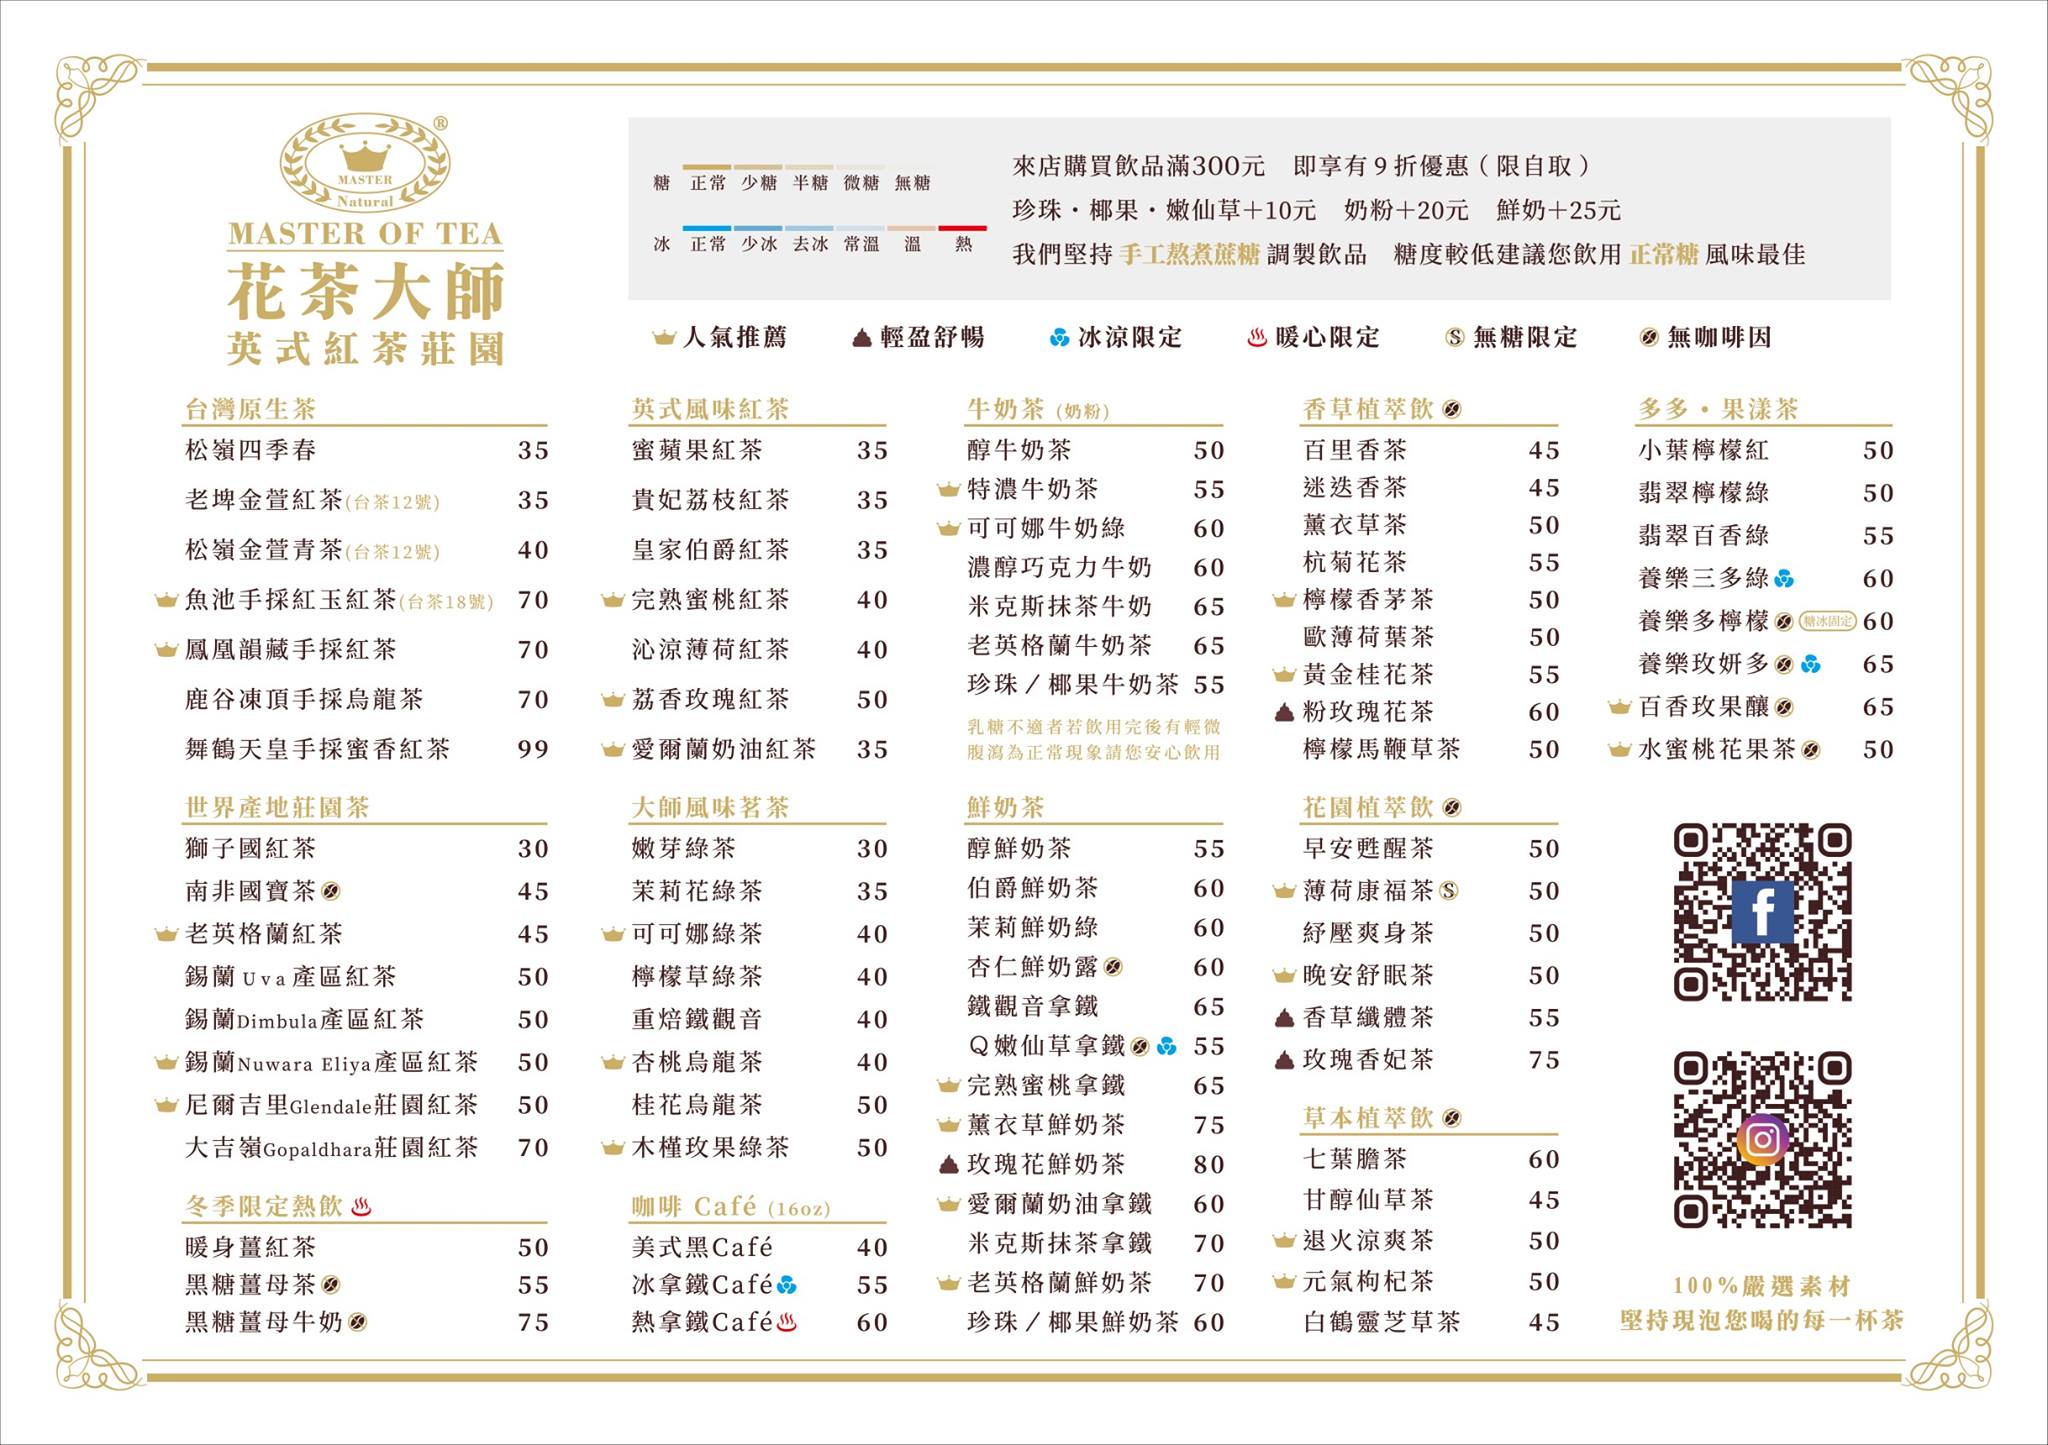 MASTER
Natural
®
MASTER OF TEA
花茶大師
英式紅茶莊園
糖 正常 少糖 半糖 微糖 無糖
冰 正常 少冰 去冰 常溫 溫 熱
來店購買飲品滿300元 即享有9折優惠(限自取)
珍珠・椰果・嫩仙草+10元 奶粉+20元 鮮奶+25元
我們堅持 手工熬煮蔗糖 調製飲品 糖度較低建議您飲用 正常糖 風味最佳
人氣推薦 輕盈舒暢 冰涼限定 暖心限定 S 無糖限定 無咖啡因
台灣原生茶
松嶺四季春 35
老埤金萱紅茶(台茶12號) 35
松嶺金萱青茶(台茶12號) 40
魚池手採紅玉紅茶(台茶18號) 70
鳳凰韻藏手採紅茶 70
鹿谷凍頂手採烏龍茶 70
舞鶴天皇手採蜜香紅茶 99
世界產地莊園茶
獅子國紅茶 30
南非國寶茶 45
老英格蘭紅茶 45
錫蘭 Uva 產區紅茶 50
錫蘭Dimbula產區紅茶 50
錫蘭Nuwara Eliya產區紅茶 50
尼爾吉里Glendale莊園紅茶 50
大吉嶺Gopaldhara莊園紅茶 70
冬季限定熱飲
暖身薑紅茶 50
黑糖薑母茶 55
黑糖薑母牛奶 75
英式風味紅茶
蜜蘋果紅茶 35
貴妃荔枝紅茶 35
皇家伯爵紅茶 35
完熟蜜桃紅茶 40
沁涼薄荷紅茶 40
荔香玫瑰紅茶 50
愛爾蘭奶油紅茶 35
大師風味茗茶
嫩芽綠茶 30
茉莉花綠茶 35
可可娜綠茶 40
檸檬草綠茶 40
重焙鐵觀音 40
杏桃烏龍茶 40
桂花烏龍茶 50
木槿玫果綠茶 50
咖啡 Café (16oz)
美式黑Café 40
冰拿鐵Café 55
熱拿鐵Café 60
牛奶茶 (奶粉)
醇牛奶茶 50
特濃牛奶茶 55
可可娜牛奶綠 60
濃醇巧克力牛奶 60
米克斯抹茶牛奶 65
老英格蘭牛奶茶 65
珍珠/椰果牛奶茶 55
乳糖不適者若飲用完後有輕微
腹瀉為正常現象請您安心飲用
鮮奶茶
醇鮮奶茶 55
伯爵鮮奶茶 60
茉莉鮮奶綠 60
杏仁鮮奶露 60
鐵觀音拿鐵 65
Q嫩仙草拿鐵 55
完熟蜜桃拿鐵 65
薰衣草鮮奶茶 75
玫瑰花鮮奶茶 80
愛爾蘭奶油拿鐵 60
米克斯抹茶拿鐵 70
老英格蘭鮮奶茶 70
珍珠/椰果鮮奶茶 60
香草植萃飲
百里香茶 45
迷迭香茶 45
薰衣草茶 50
杭菊花茶 55
檸檬香茅茶 50
歐薄荷葉茶 50
黃金桂花茶 55
粉玫瑰花茶 60
檸檬馬鞭草茶 50
花園植萃飲
早安甦醒茶 50
薄荷康福茶 S 50
紓壓爽身茶 50
晚安舒眠茶 50
香草纖體茶 55
玫瑰香妃茶 75
草本植萃飲
七葉膽茶 60
甘醇仙草茶 45
退火涼爽茶 50
元氣枸杞茶 50
白鶴靈芝草茶 45
多多・果漾茶
小葉檸檬紅 50
翡翠檸檬綠 50
翡翠百香綠 55
養樂三多綠 60
養樂多檸檬 糖冰固定 60
養樂玫妍多 65
百香玫果釀 65
水蜜桃花果茶 50
f
100%嚴選素材
堅持現泡您喝的每一杯茶